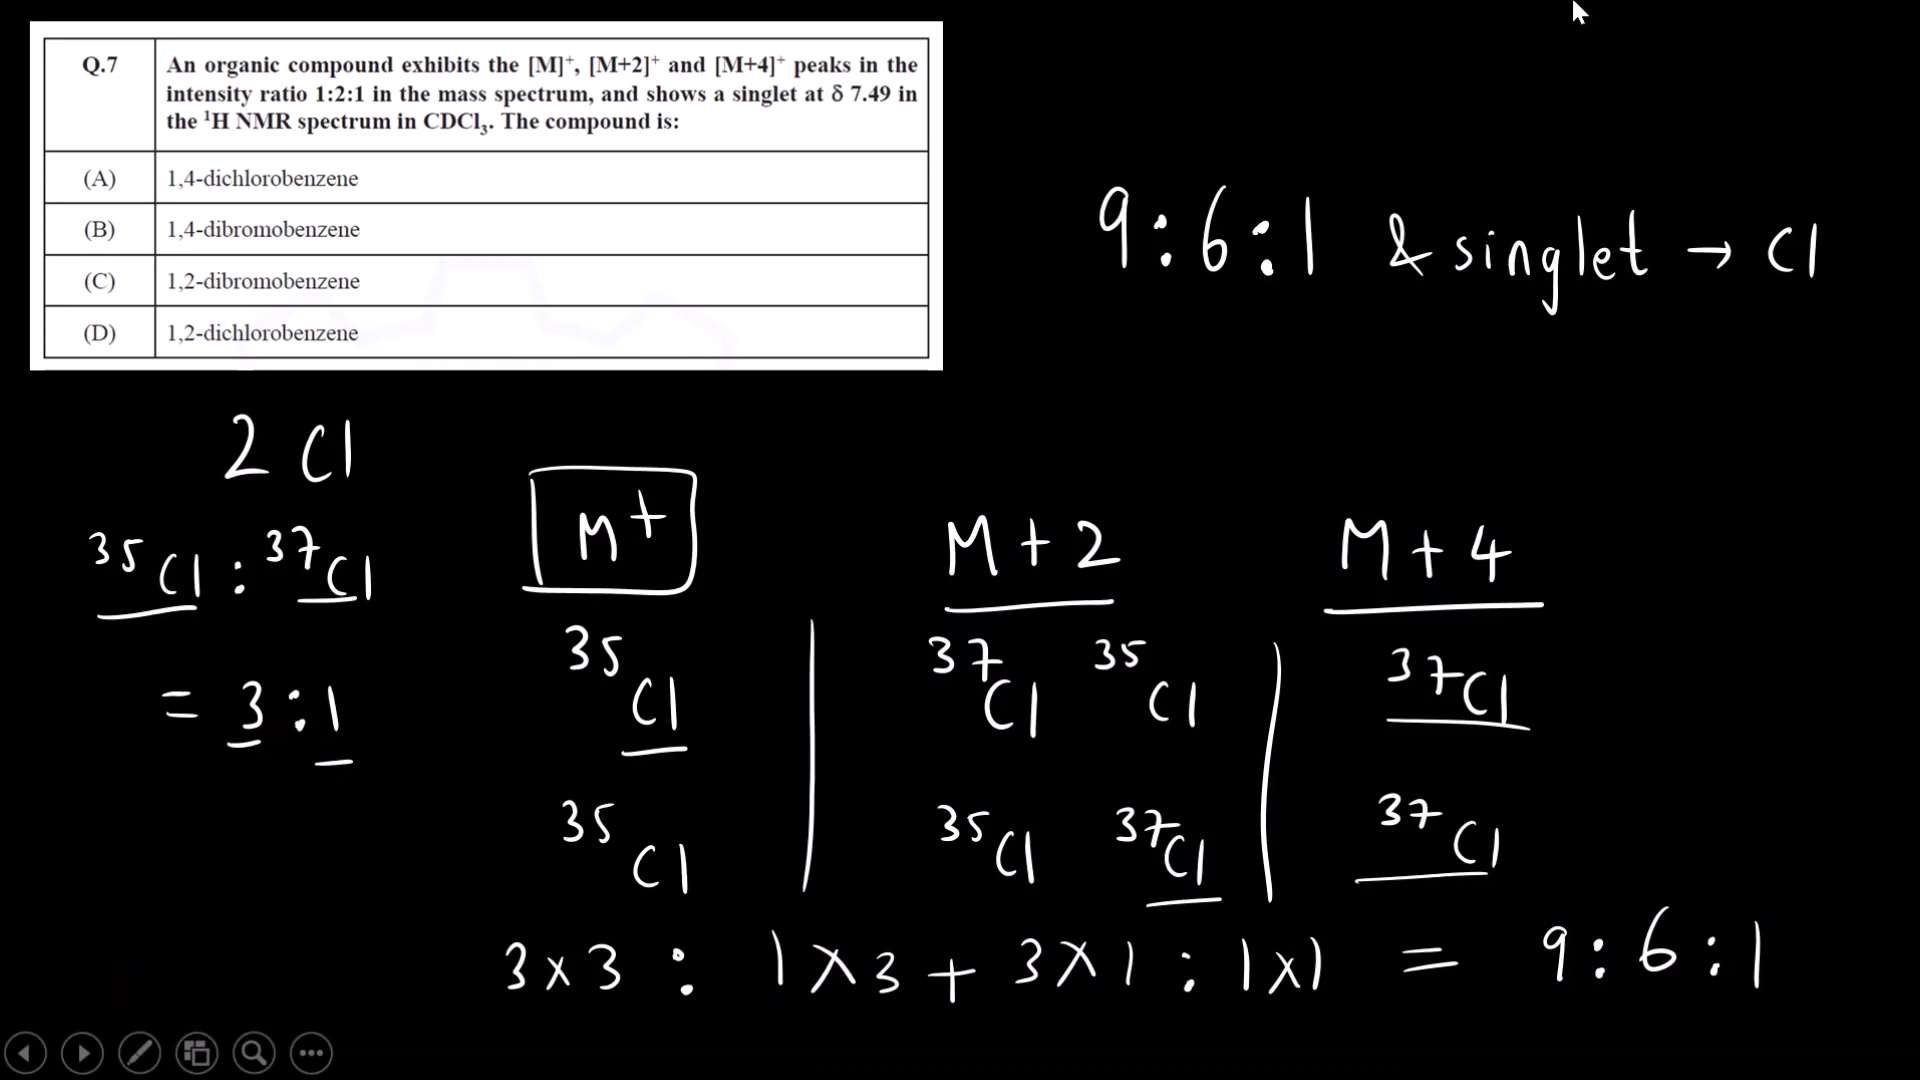 Q.7 An organic compound exhibits the [M]⁺, [M+2]⁺ and [M+4]⁺ peaks in the
intensity ratio 1:2:1 in the mass spectrum, and shows a singlet at δ 7.49 in
the ¹H NMR spectrum in CDCl₃. The compound is:
(A) 1,4-dichlorobenzene
(B) 1,4-dibromobenzene
(C) 1,2-dibromobenzene
(D) 1,2-dichlorobenzene
9:6:1 & singlet → Cl
2 Cl
³⁵Cl : ³⁷Cl
= 3:1
M⁺ M+2 M+4
³⁵Cl ³⁷Cl ³⁵Cl ³⁷Cl
³⁵Cl ³⁵Cl ³⁷Cl ³⁷Cl
3×3 : 1×3+3×1 : 1×1 = 9:6:1